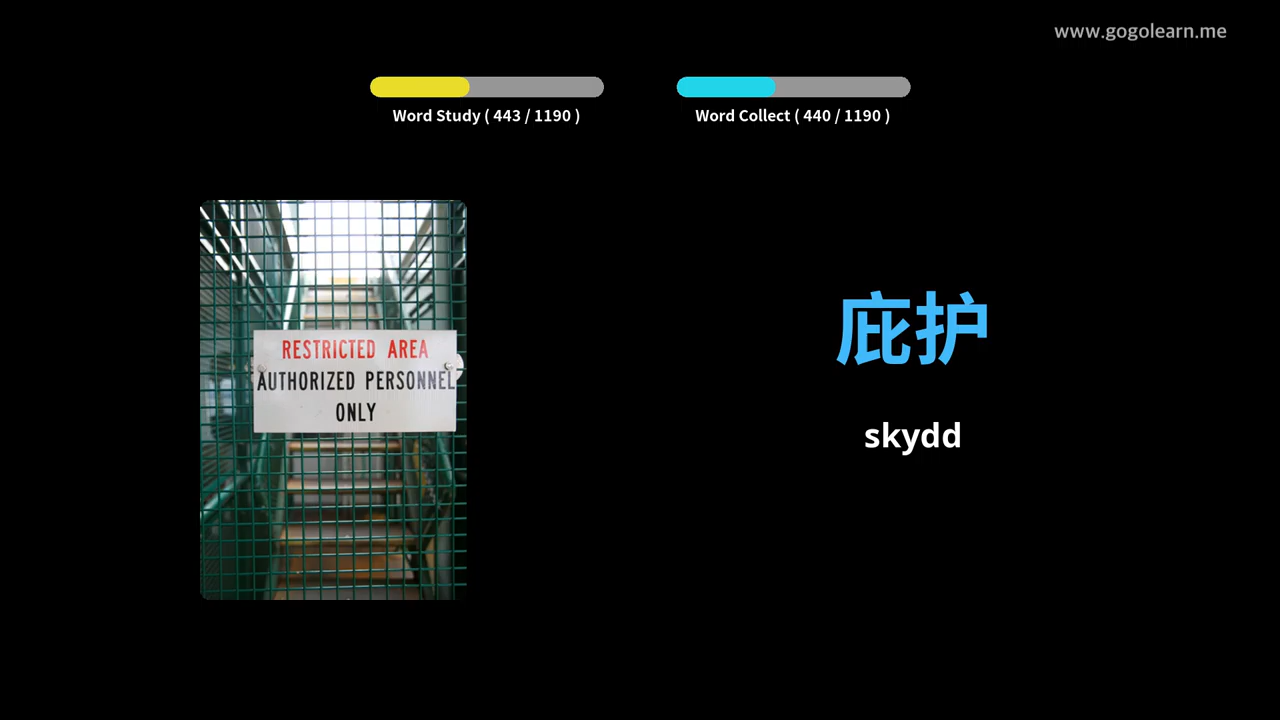 www.gogolearn.me
Word Study ( 443 / 1190 )
Word Collect ( 440 / 1190 )
RESTRICTED AREA
AUTHORIZED PERSONNEL
ONLY
庇护
skydd